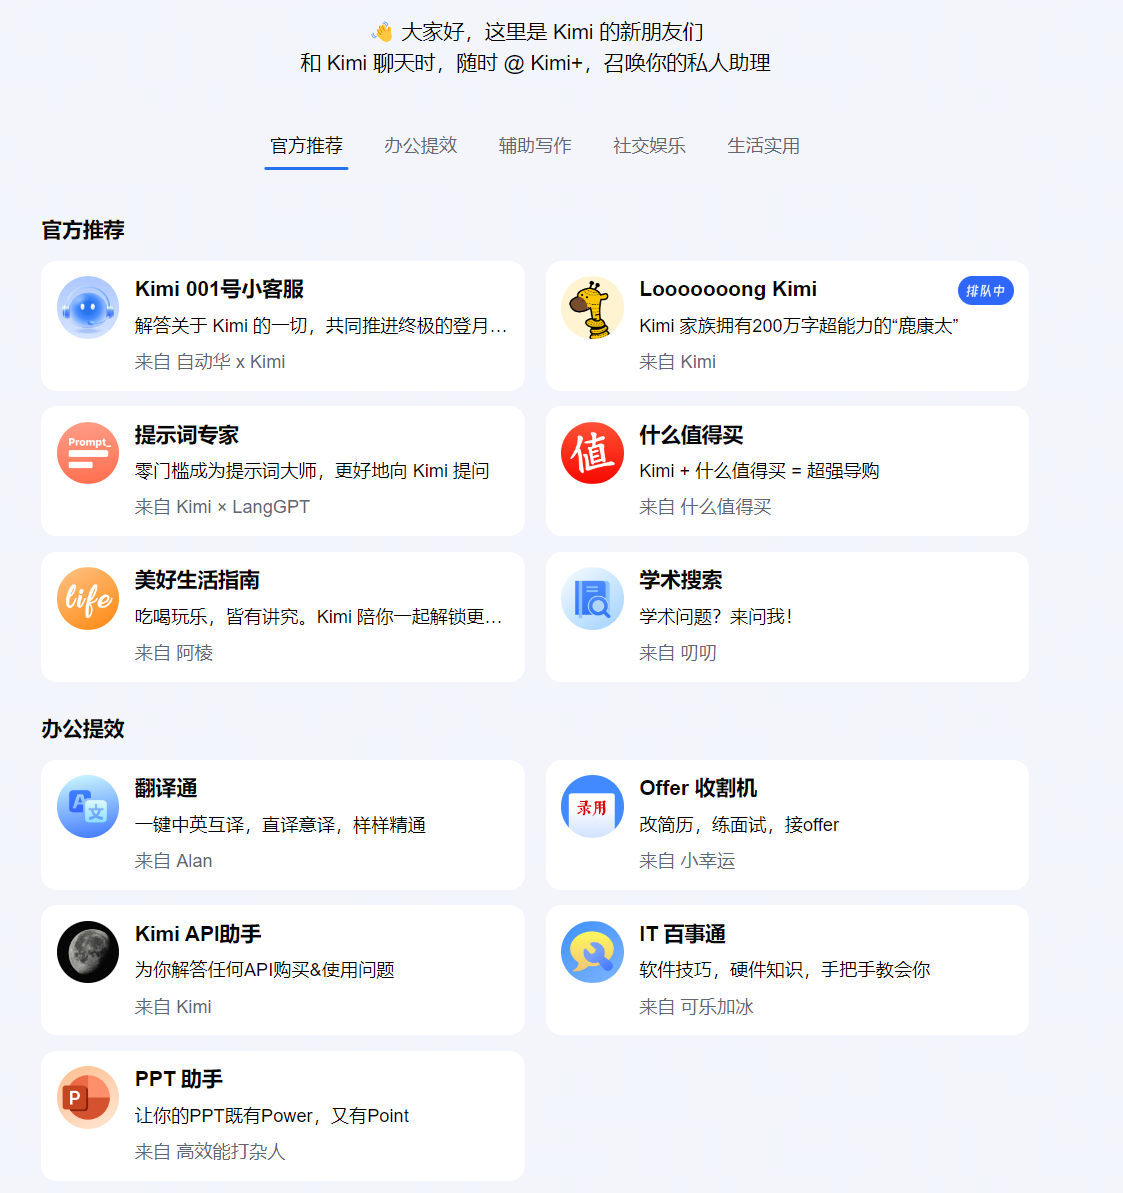 👋 大家好，这里是 Kimi 的新朋友们
和 Kimi 聊天时，随时 @ Kimi+，召唤你的私人助理
官方推荐 办公提效 辅助写作 社交娱乐 生活实用
官方推荐
Kimi 001号小客服
解答关于 Kimi 的一切，共同推进终极的登月...
来自 自动华 x Kimi
Looooooong Kimi
排队中
Kimi 家族拥有200万字超能力的“鹿康太”
来自 Kimi
Prompt_
提示词专家
零门槛成为提示词大师，更好地向 Kimi 提问
来自 Kimi × LangGPT
值
什么值得买
Kimi + 什么值得买 = 超强导购
来自 什么值得买
life
美好生活指南
吃喝玩乐，皆有讲究。Kimi 陪你一起解锁更...
来自 阿棱
学术搜索
学术问题？来问我！
来自 叨叨
办公提效
A 文
翻译通
一键中英互译，直译意译，样样精通
来自 Alan
录用
Offer 收割机
改简历，练面试，接offer
来自 小幸运
Kimi API助手
为你解答任何API购买&使用问题
来自 Kimi
IT 百事通
软件技巧，硬件知识，手把手教会你
来自 可乐加冰
P
PPT 助手
让你的PPT既有Power，又有Point
来自 高效能打杂人